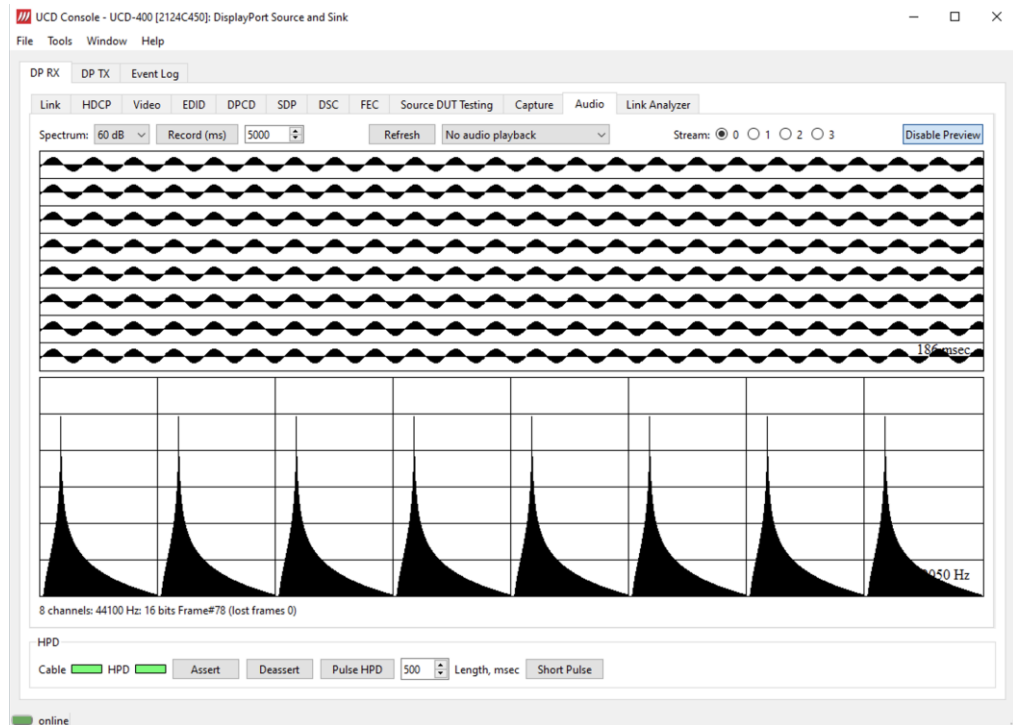 UCD Console - UCD-400 [2124C450]: DisplayPort Source and Sink
File Tools Window Help
DP RX DP TX Event Log
Link HDCP Video EDID DPCD SDP DSC FEC Source DUT Testing Capture Audio Link Analyzer
Spectrum: 60 dB Record (ms) 5000 Refresh No audio playback Stream: 0 1 2 3 Disable Preview
186 msec
Hz
8 channels: 44100 Hz: 16 bits Frame#78 (lost frames 0)
HPD
Cable HPD Assert Deassert Pulse HPD 500 Length, msec Short Pulse
online